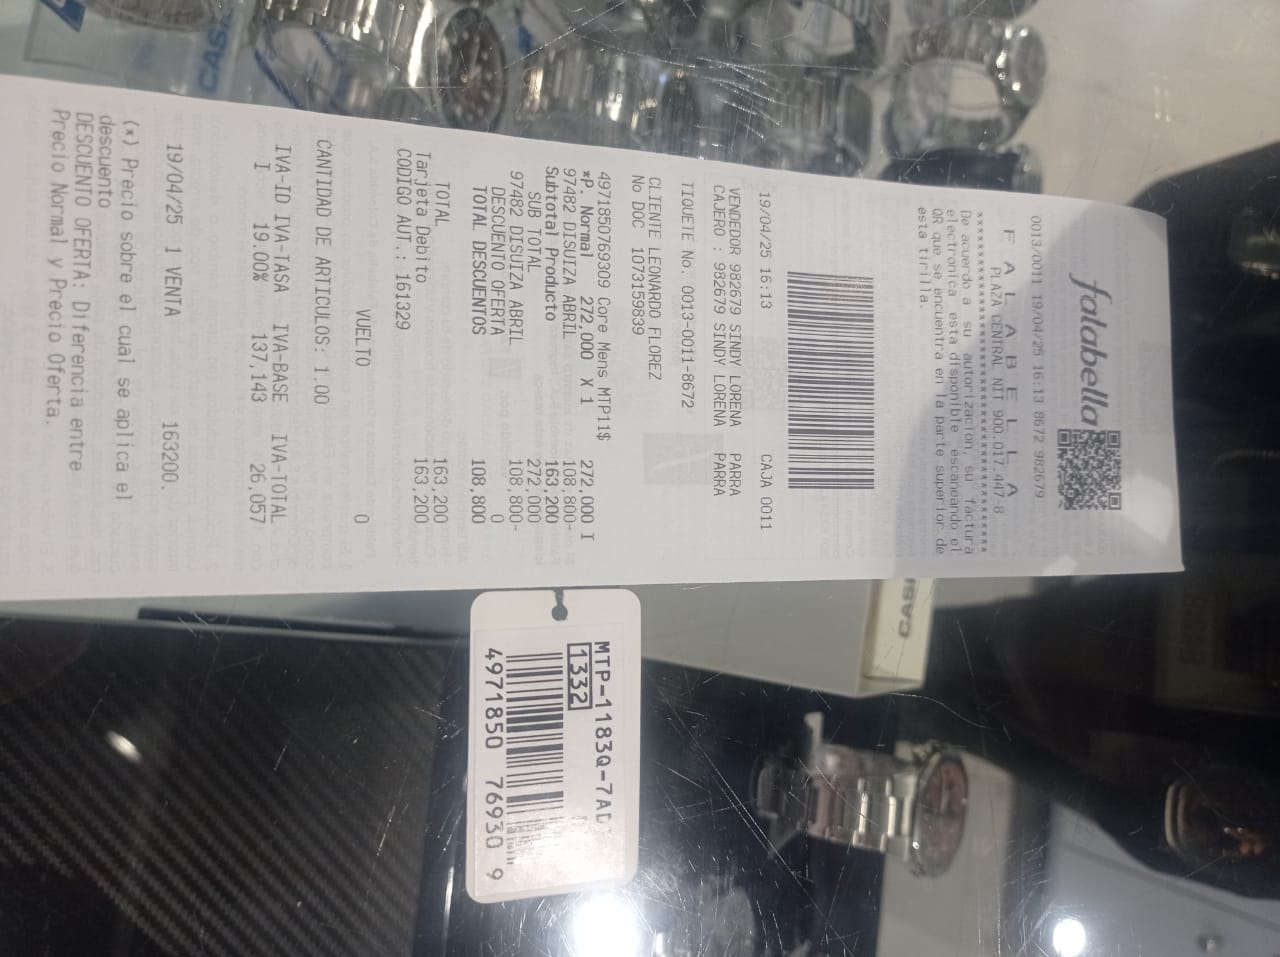 falabella
0013/0011 19/04/25 16:13 8672 982679
F A L A B E L L A
PLAZA CENTRAL NIT 900.017.447-8
************************************
De acuerdo a su autorizacion, su factura
electronica esta disponible escaneando el
QR que se encuentra en la parte superior de
esta tirilla.
19/04/25 16:13 CAJA 0011
VENDEDOR 982679 SINDY LORENA PARRA
CAJERO : 982679 SINDY LORENA PARRA
TIQUETE No. 0013-0011-8672
CLIENTE LEONARDO FLOREZ
No DOC 1073159839
4971850769309 Core Mens MTP11$
*P. Normal 272,000 X 1 272,000 I
97482 DISUIZA ABRIL 108,800-
Subtotal Producto 163,200
SUB TOTAL 272,000
97482 DISUIZA ABRIL 108,800-
DESCUENTO OFERTA 0
TOTAL DESCUENTOS 108,800
TOTAL 163,200
Tarjeta Debito 163,200
CODIGO AUT.: 161329
VUELTO 0
CANTIDAD DE ARTICULOS: 1.00
IVA-ID IVA-TASA IVA-BASE IVA-TOTAL
I 19.00% 137,143 26,057
19/04/25 1 VENTA 163200.
(*) Precio sobre el cual se aplica el
descuento
DESCUENTO OFERTA: Diferencia entre
Precio Normal y Precio Oferta.
MTP-1183Q-7AD
1332
4971850 76930 9